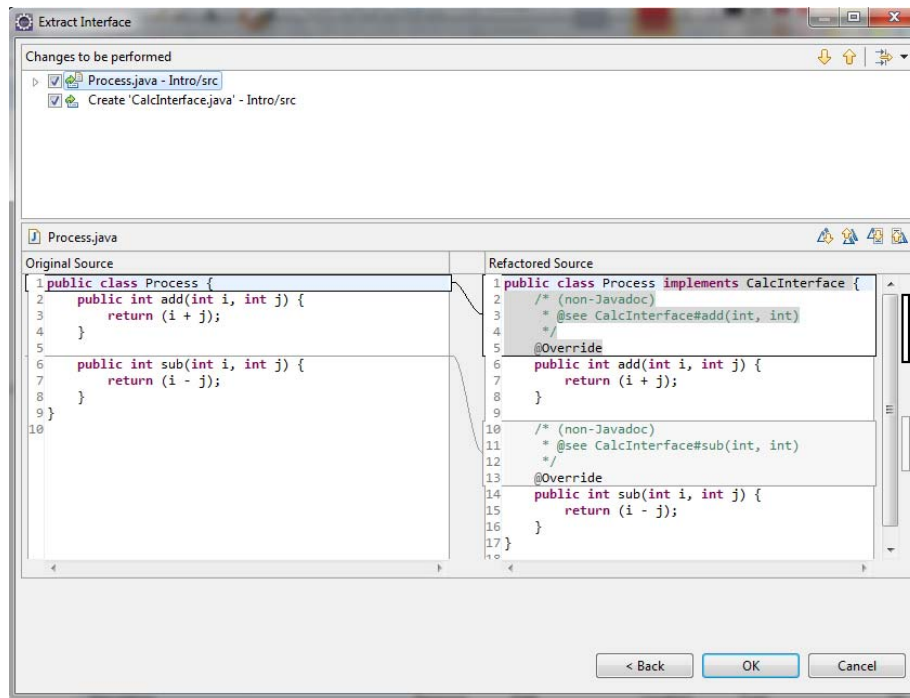 Extract Interface
Changes to be performed
Process.java - Intro/src
Create 'CalcInterface.java' - Intro/src
Process.java
Original Source
1 public class Process {
2 public int add(int i, int j) {
3 return (i + j);
4 }
5
6 public int sub(int i, int j) {
7 return (i - j);
8 }
9 }
10
Refactored Source
1 public class Process implements CalcInterface {
2 /* (non-Javadoc)
3 * @see CalcInterface#add(int, int)
4 */
5 @Override
6 public int add(int i, int j) {
7 return (i + j);
8 }
9
10 /* (non-Javadoc)
11 * @see CalcInterface#sub(int, int)
12 */
13 @Override
14 public int sub(int i, int j) {
15 return (i - j);
16 }
17 }
18
< Back
OK
Cancel